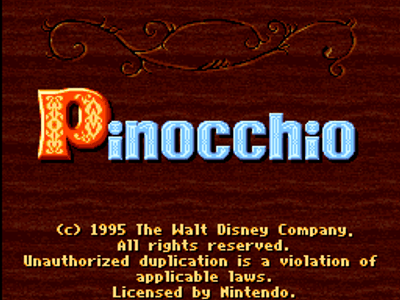 Pinocchio
(c) 1995 The Walt Disney Company.
All rights reserved.
Unauthorized duplication is a violation of
applicable laws.
Licensed by Nintendo.